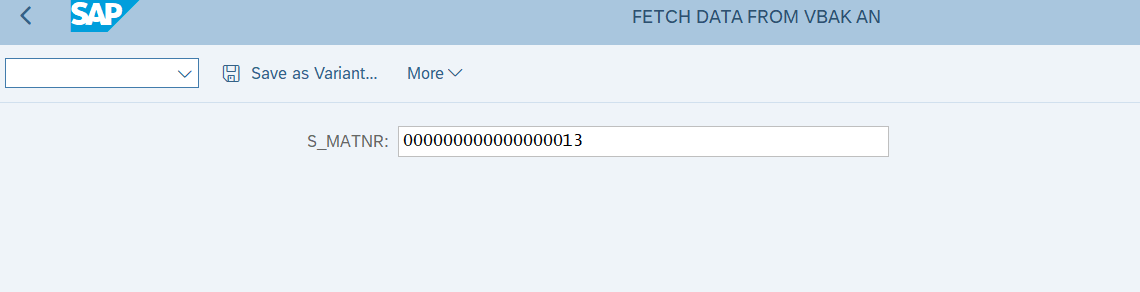 SAP
FETCH DATA FROM VBAK AN
Save as Variant...
More
S_MATNR: 000000000000000013